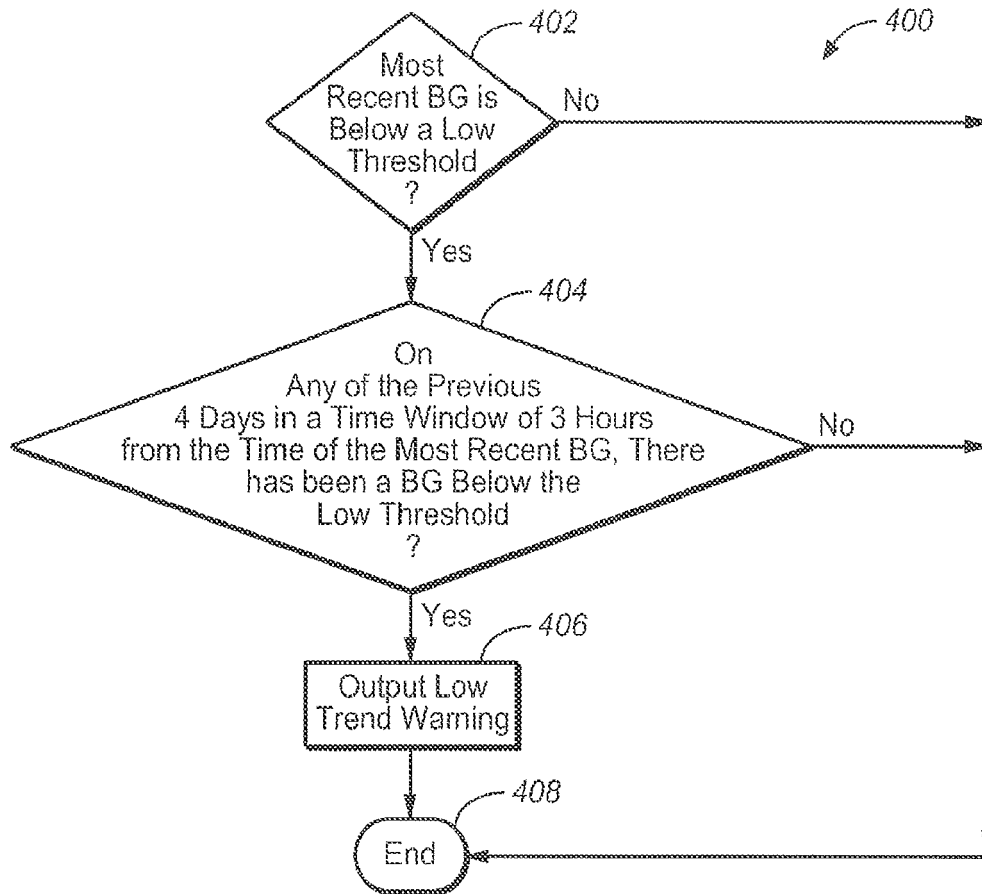 402
400
Most
Recent BG is
Below a Low
Threshold
?
No
Yes
404
On
Any of the Previous
4 Days in a Time Window of 3 Hours
from the Time of the Most Recent BG, There
has been a BG Below the
Low Threshold
?
No
Yes
406
Output Low
Trend Warning
408
End